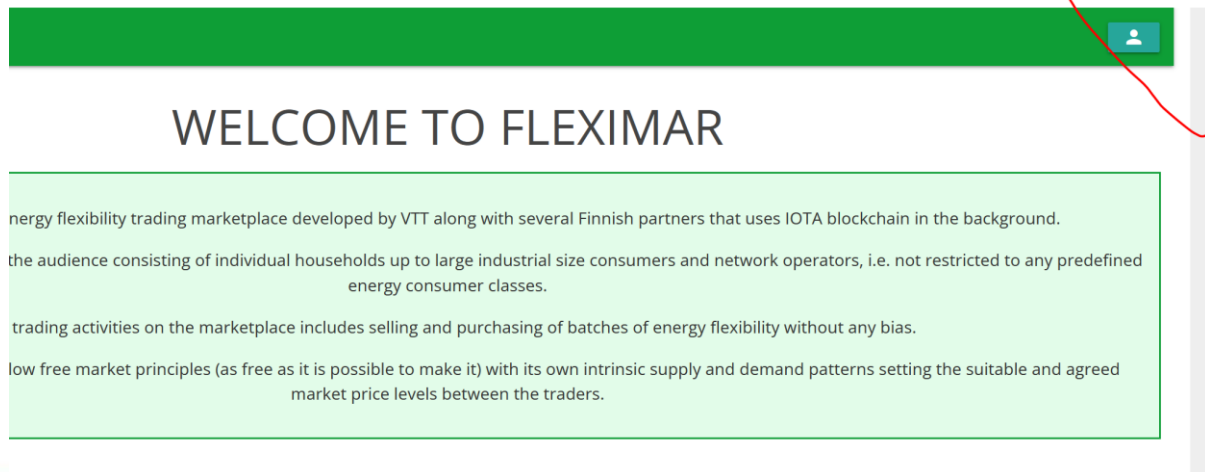 WELCOME TO FLEXIMAR
nergy flexibility trading marketplace developed by VTT along with several Finnish partners that uses IOTA blockchain in the background.
the audience consisting of individual households up to large industrial size consumers and network operators, i.e. not restricted to any predefined
energy consumer classes.
trading activities on the marketplace includes selling and purchasing of batches of energy flexibility without any bias.
low free market principles (as free as it is possible to make it) with its own intrinsic supply and demand patterns setting the suitable and agreed
market price levels between the traders.